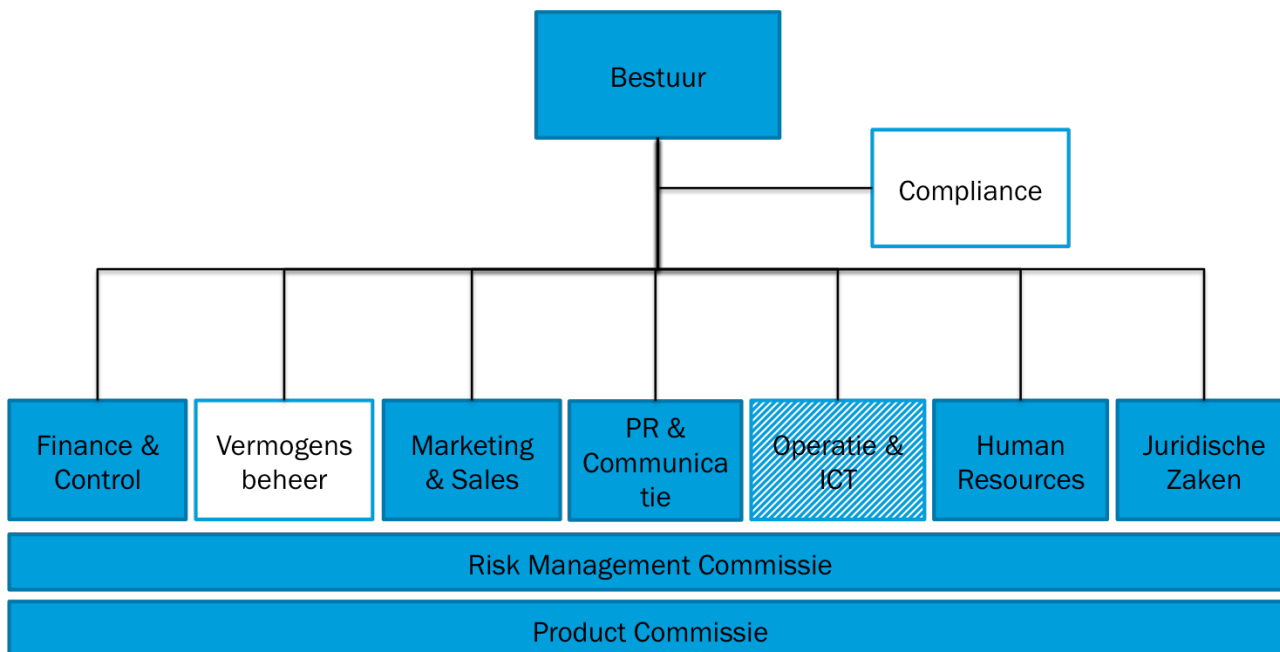 Bestuur
Compliance
Finance &
Control
Vermogens
beheer
Marketing
& Sales
PR &
Communica
tie
Operatie &
ICT
Human
Resources
Juridische
Zaken
Risk Management Commissie
Product Commissie